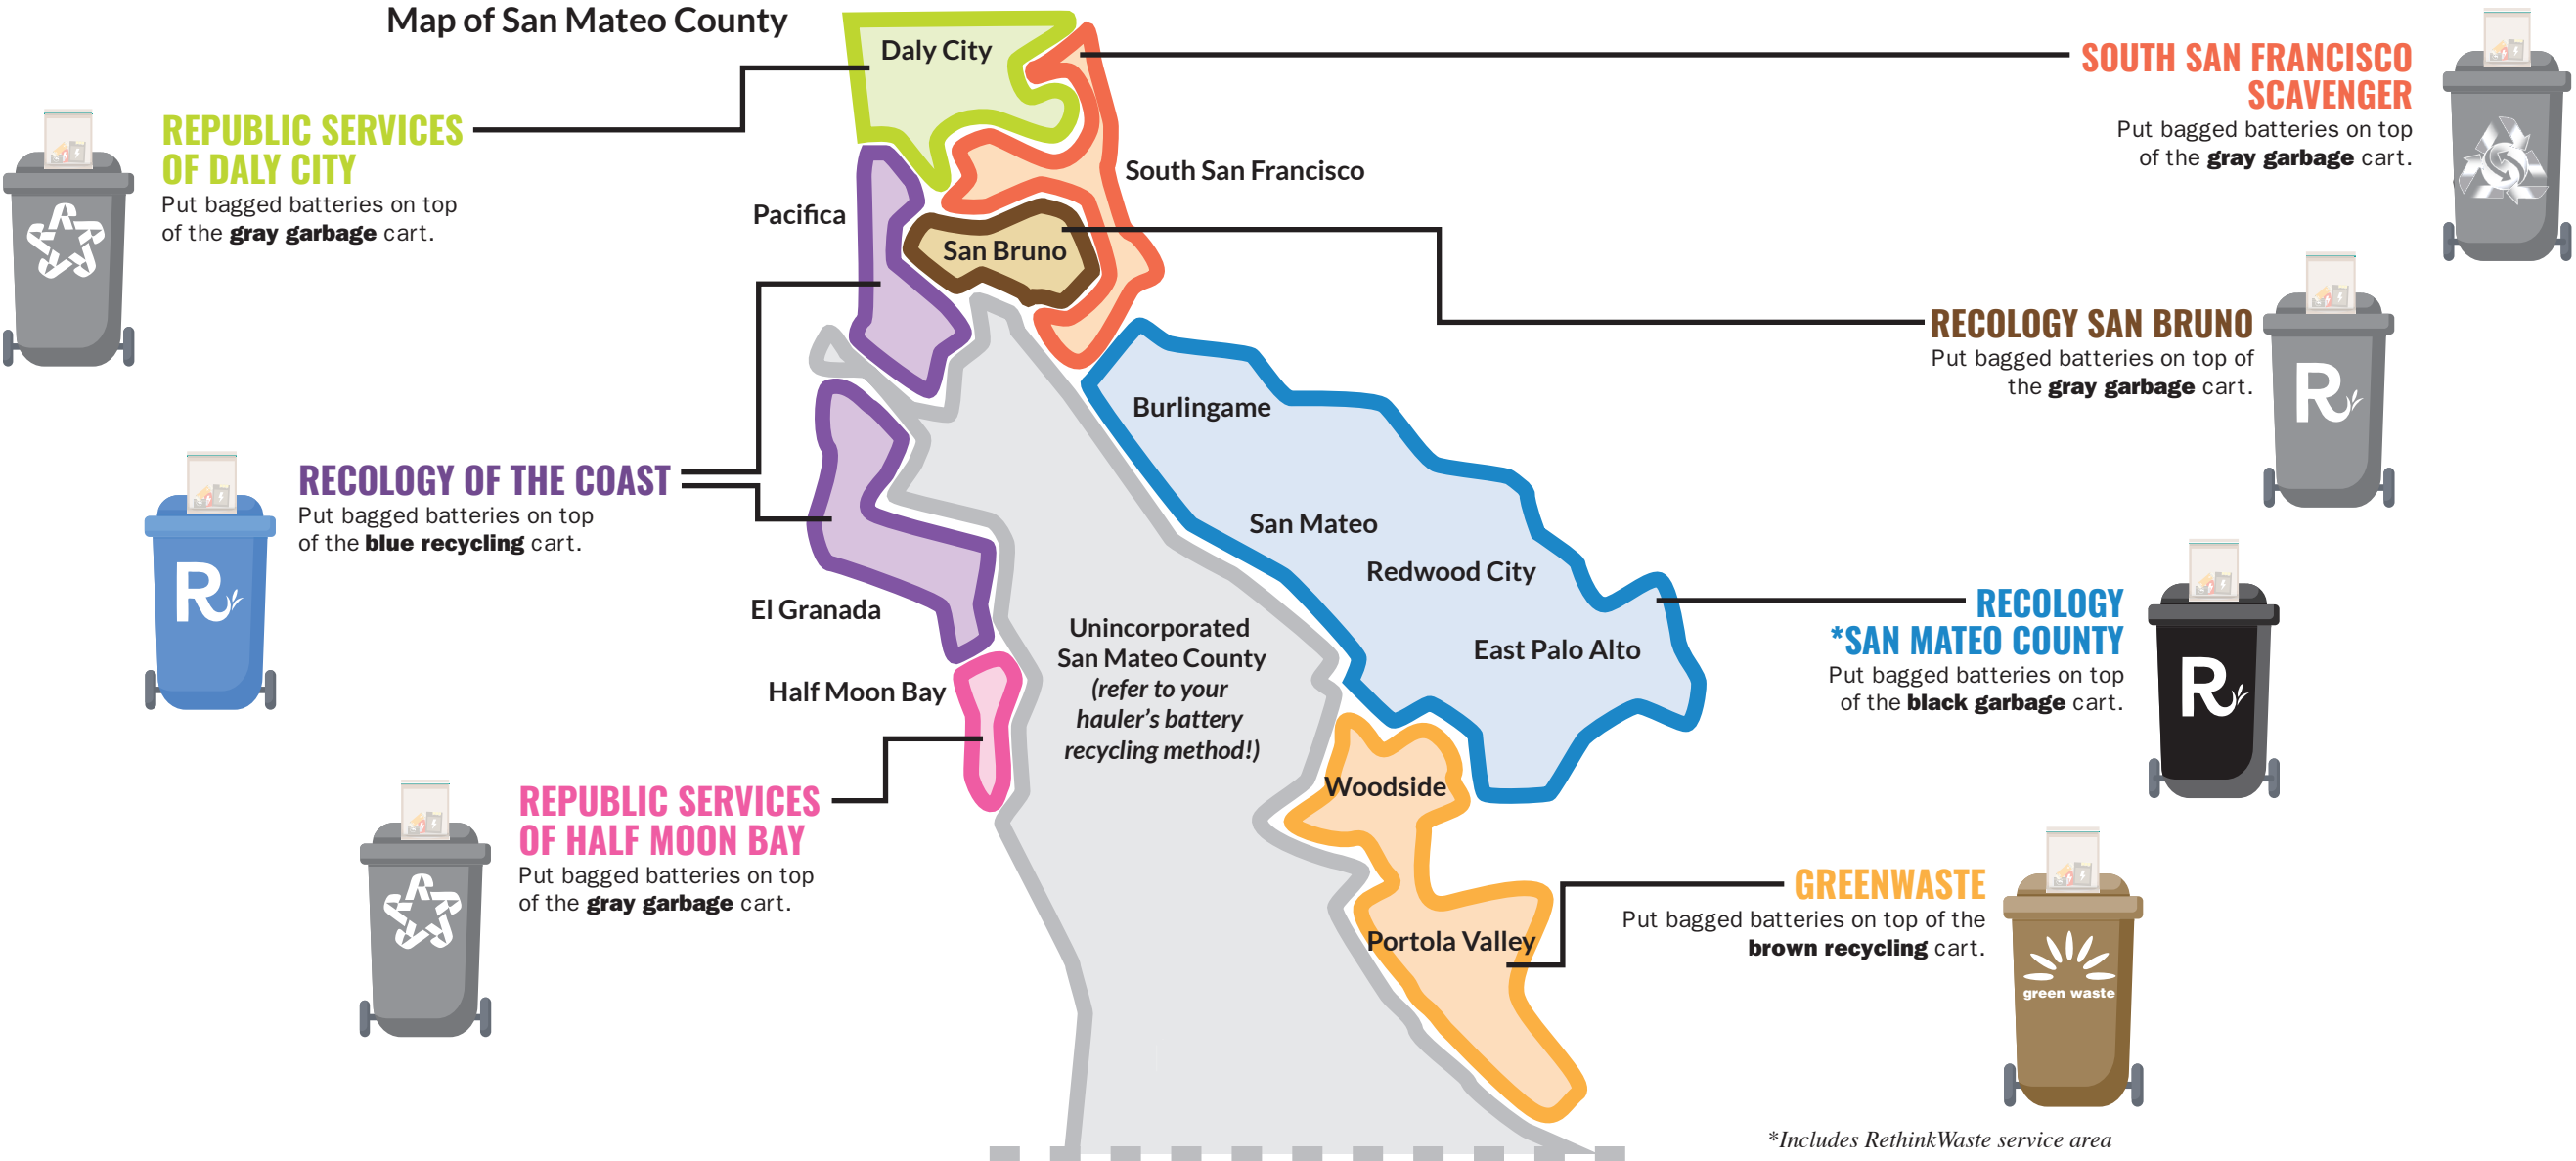 Map of San Mateo County
REPUBLIC SERVICES
OF DALY CITY
Put bagged batteries on top
of the gray garbage cart.
RECOLOGY OF THE COAST
Put bagged batteries on top
of the blue recycling cart.
R
REPUBLIC SERVICES
OF HALF MOON BAY
Put bagged batteries on top
of the gray garbage cart.
Daly City
South San Francisco
Pacifica
San Bruno
Burlingame
San Mateo
Redwood City
East Palo Alto
El Granada
Half Moon Bay
Unincorporated
San Mateo County
(refer to your
hauler's battery
recycling method!)
Woodside
Portola Valley
SOUTH SAN FRANCISCO
SCAVENGER
Put bagged batteries on top
of the gray garbage cart.
RECOLOGY SAN BRUNO
Put bagged batteries on top of
the gray garbage cart.
R
RECOLOGY
*SAN MATEO COUNTY
Put bagged batteries on top
of the black garbage cart.
R
GREENWASTE
Put bagged batteries on top of the
brown recycling cart.
green waste
*Includes RethinkWaste service area